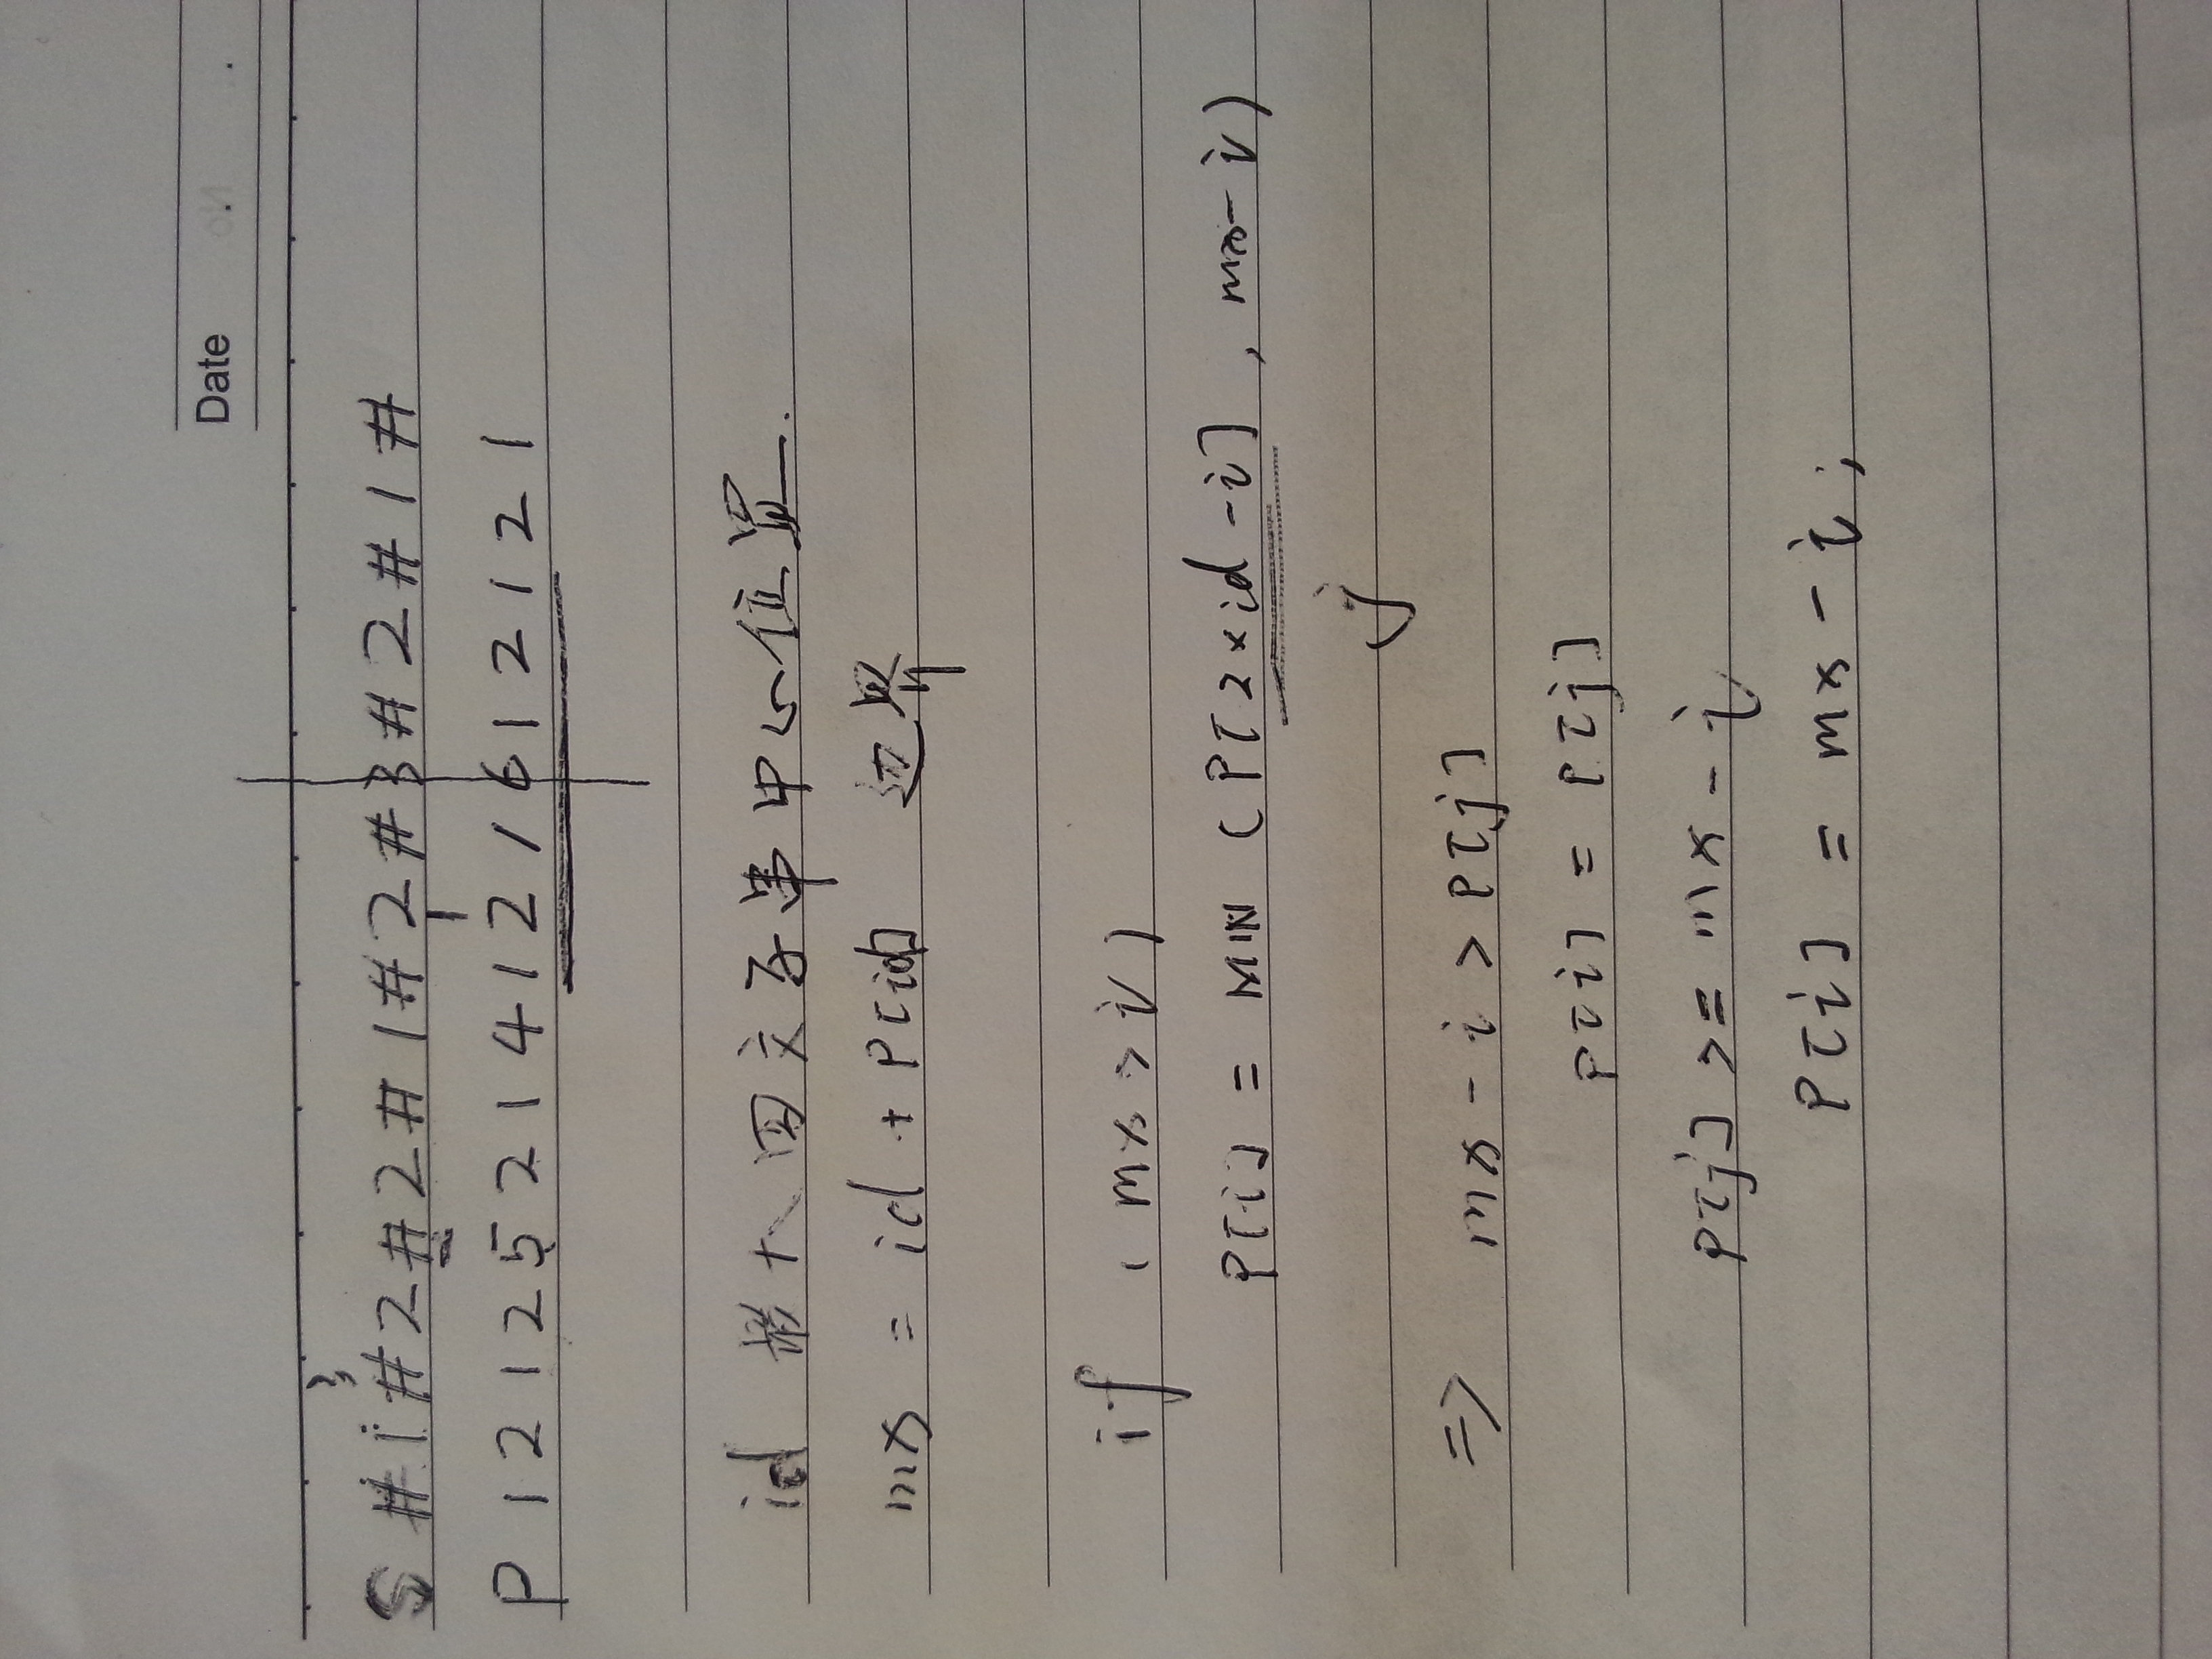 Date . .
3
S # 1 # 2 # 2 # 1 # 2 # 3 # 2 # 1 #
P 1 2 1 2 5 2 1 4 1 2 1 6 1 2 1 2 1
id 最大回文子串中心位置.
mx = id + P[id] 边界
if (mx > i)
P[i] = MIN (P[2×id - i] , mx - i)
j
=> mx - i > P[j]
P[i] = P[j]
P[j] >= mx - i
P[i] = mx - i ;